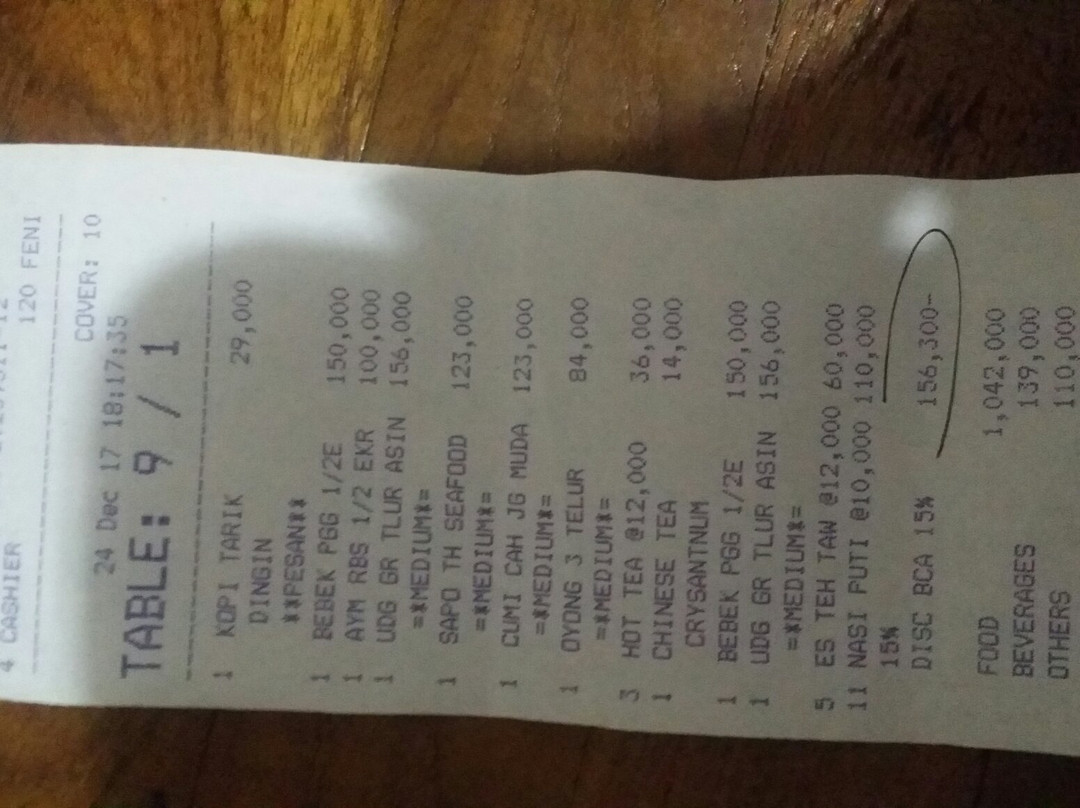 4 CASHIER 120 FENI
COVER: 10
24 Dec 17 18:17:35
TABLE: 9 / 1
1 KOPI TARIK 29,000
DINGIN
**PESAN**
1 BEBEK PGG 1/2E 150,000
1 AYM RBS 1/2 EKR 100,000
1 UDG GR TLUR ASIN 156,000
=*MEDIUM*=
1 SAPO TH SEAFOOD 123,000
=*MEDIUM*=
1 CUMI CAH JG MUDA 123,000
=*MEDIUM*=
1 OYONG 3 TELUR 84,000
=*MEDIUM*=
3 HOT TEA @12,000 36,000
1 CHINESE TEA 14,000
CRYSANTNUM
1 BEBEK PGG 1/2E 150,000
1 UDG GR TLUR ASIN 156,000
=*MEDIUM*=
5 ES TEH TAW @12,000 60,000
11 NASI PUTI @10,000 110,000
15%
DISC BCA 15% 156,300-
FOOD 1,042,000
BEVERAGES 139,000
OTHERS 110,000